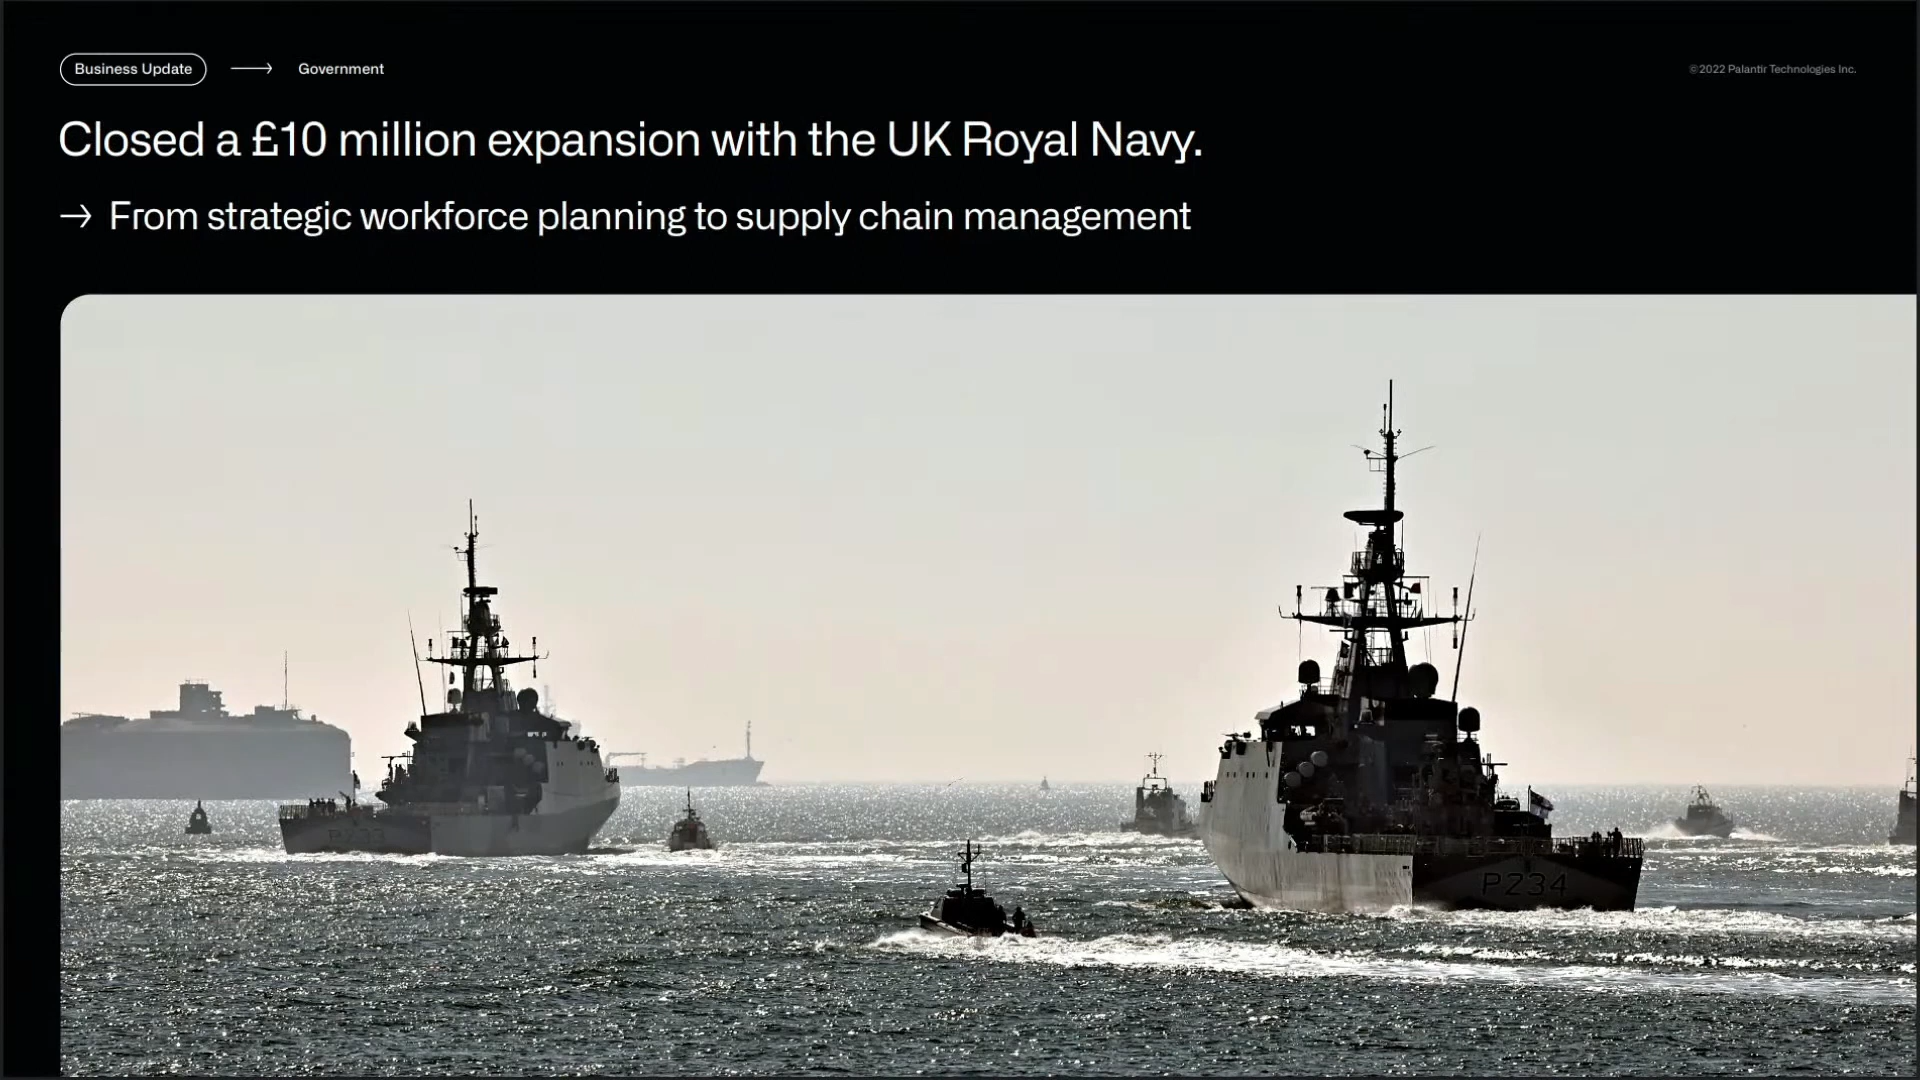 Business Update → Government
©2022 Palantir Technologies Inc.
Closed a £10 million expansion with the UK Royal Navy.
→ From strategic workforce planning to supply chain management
P233
P234